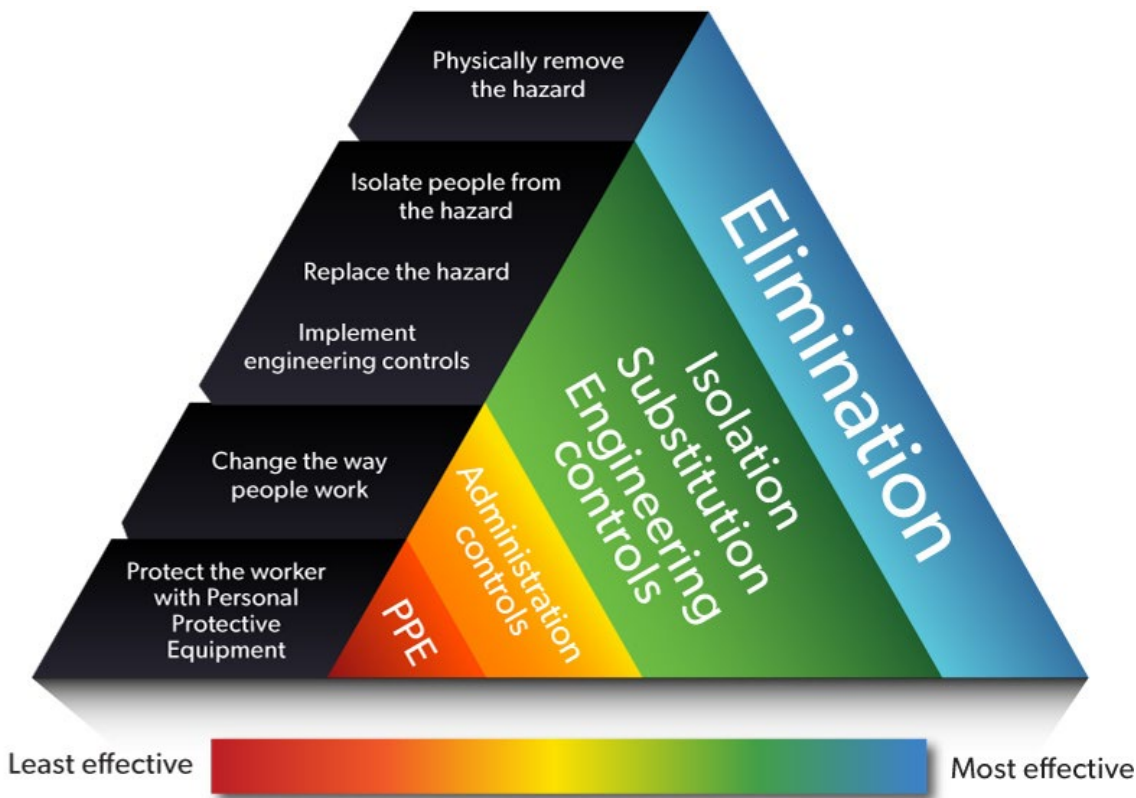 Physically remove
the hazard
Isolate people from
the hazard
Replace the hazard
Implement
engineering controls
Change the way
people work
Protect the worker
with Personal
Protective
Equipment
PPE
Administration
controls
Isolation
Substitution
Engineering
controls
Elimination
Least effective
Most effective